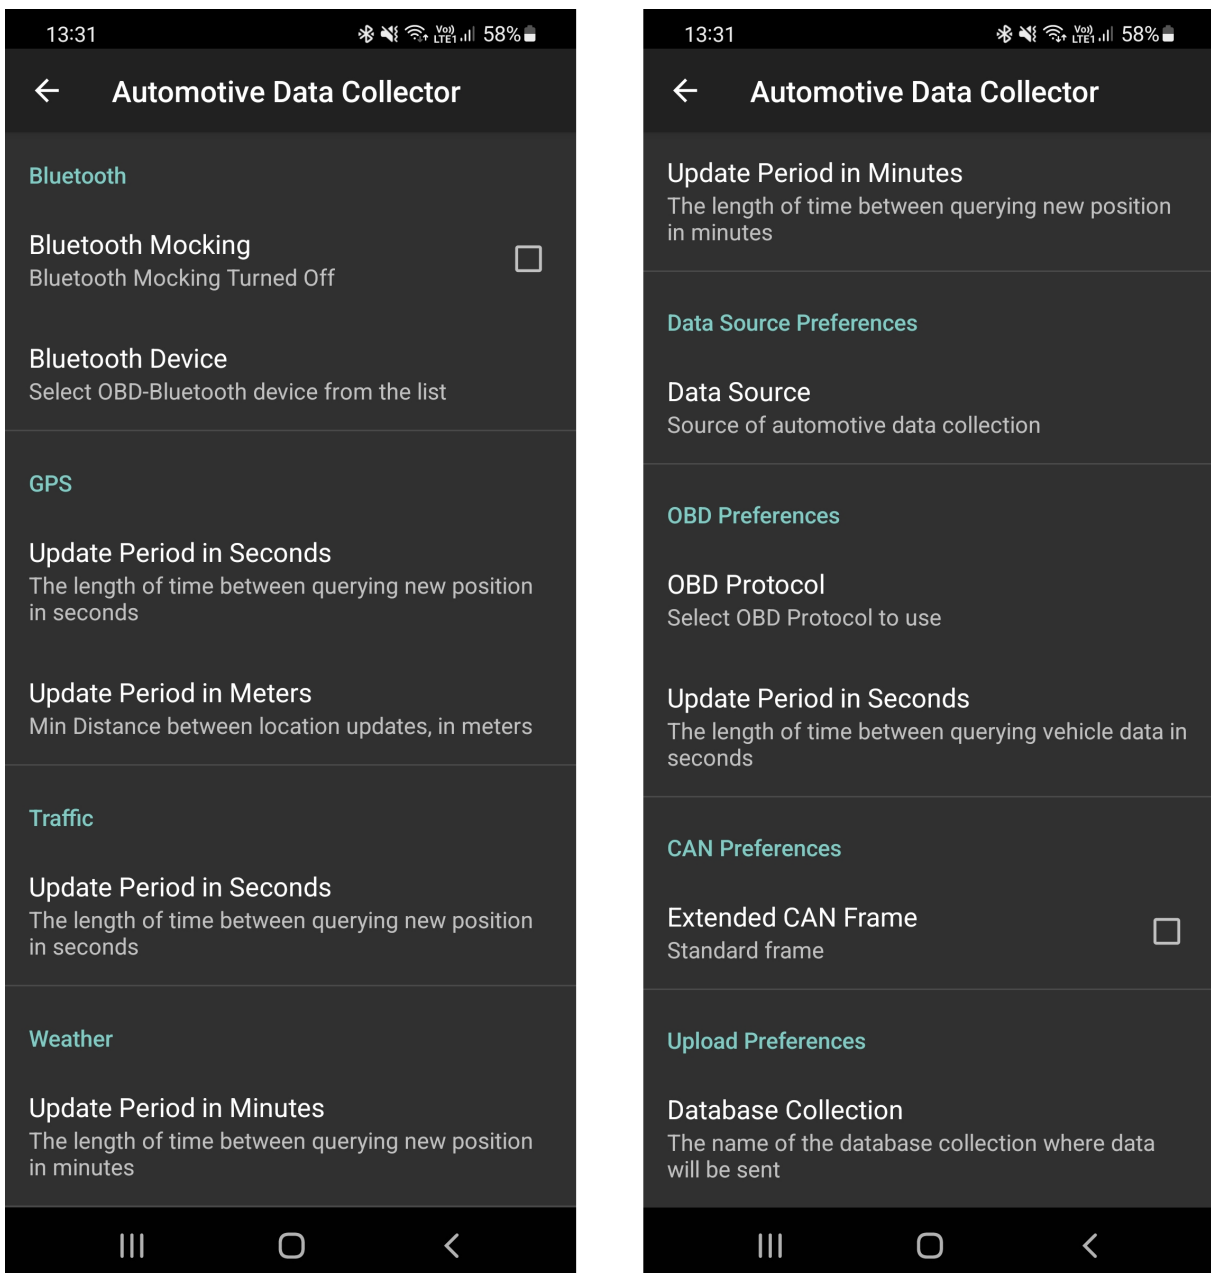 13:31
Vo))
LTE1
58%
Automotive Data Collector
Bluetooth
Bluetooth Mocking
Bluetooth Mocking Turned Off
Bluetooth Device
Select OBD-Bluetooth device from the list
GPS
Update Period in Seconds
The length of time between querying new position
in seconds
Update Period in Meters
Min Distance between location updates, in meters
Traffic
Update Period in Seconds
The length of time between querying new position
in seconds
Weather
Update Period in Minutes
The length of time between querying new position
in minutes
13:31
Vo))
LTE1
58%
Automotive Data Collector
Update Period in Minutes
The length of time between querying new position
in minutes
Data Source Preferences
Data Source
Source of automotive data collection
OBD Preferences
OBD Protocol
Select OBD Protocol to use
Update Period in Seconds
The length of time between querying vehicle data in
seconds
CAN Preferences
Extended CAN Frame
Standard frame
Upload Preferences
Database Collection
The name of the database collection where data
will be sent